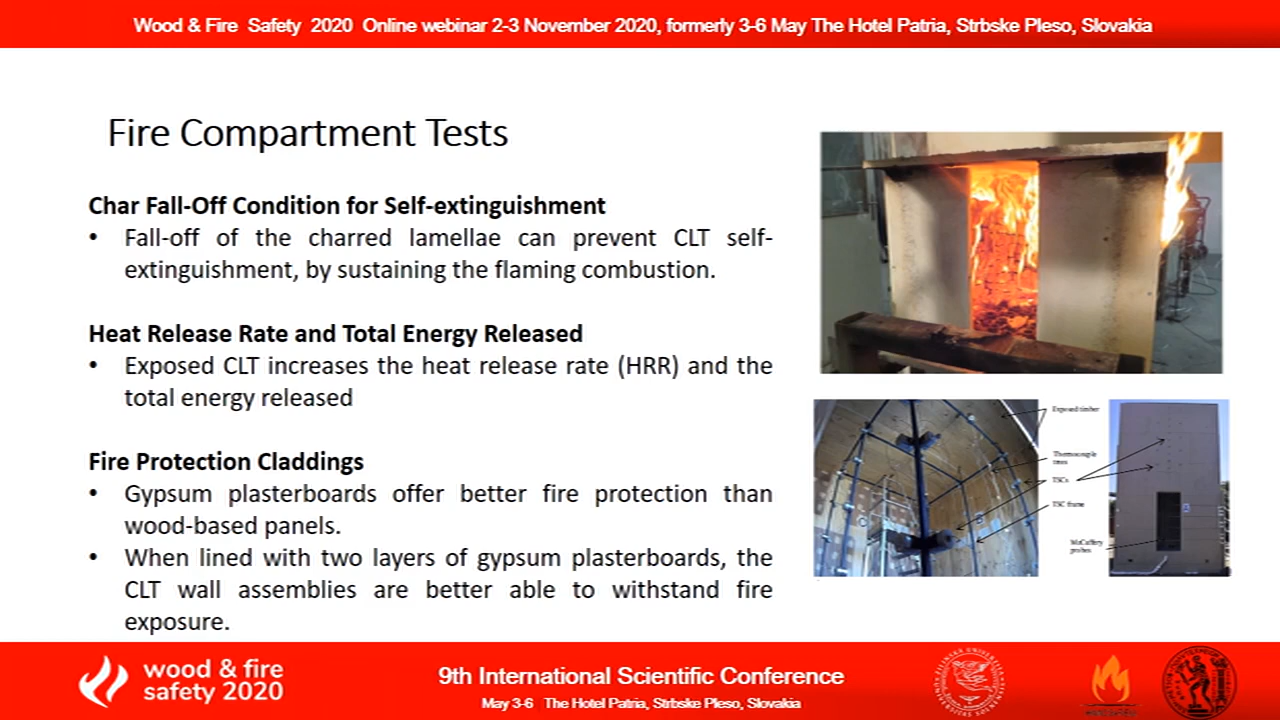 Wood & Fire Safety 2020 Online webinar 2-3 November 2020, formerly 3-6 May The Hotel Patria, Strbske Pleso, Slovakia
Fire Compartment Tests
Char Fall-Off Condition for Self-extinguishment
• Fall-off of the charred lamellae can prevent CLT self-
extinguishment, by sustaining the flaming combustion.
Heat Release Rate and Total Energy Released
• Exposed CLT increases the heat release rate (HRR) and the
total energy released
Fire Protection Claddings
• Gypsum plasterboards offer better fire protection than
wood-based panels.
• When lined with two layers of gypsum plasterboards, the
CLT wall assemblies are better able to withstand fire
exposure.
Exposed timber
Thermocouple
trees
TSCs
TSC frame
McCaffery
probes
wood & fire
safety 2020
9th International Scientific Conference
May 3-6 The Hotel Patria, Strbske Pleso, Slovakia